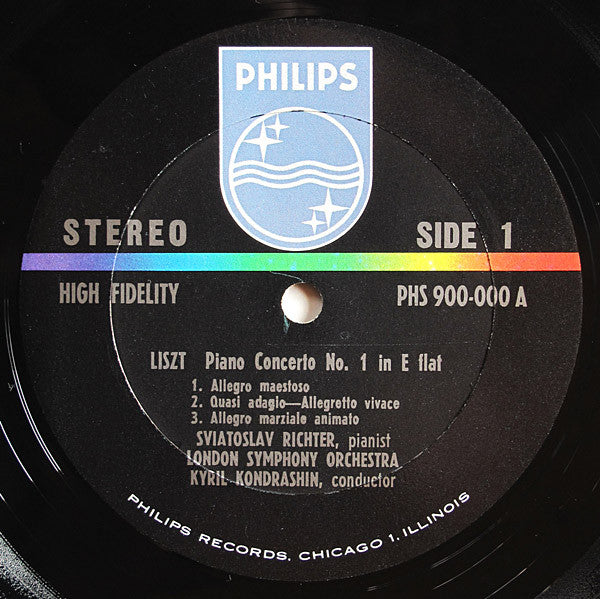 PHILIPS
STEREO
SIDE 1
HIGH FIDELITY
PHS 900-000 A
LISZT Piano Concerto No. 1 in E flat
1. Allegro maestoso
2. Quasi adagio—Allegretto vivace
3. Allegro marziale animato
SVIATOSLAV RICHTER, pianist
LONDON SYMPHONY ORCHESTRA
KYRIL KONDRASHIN, conductor
PHILIPS RECORDS, CHICAGO 1, ILLINOIS